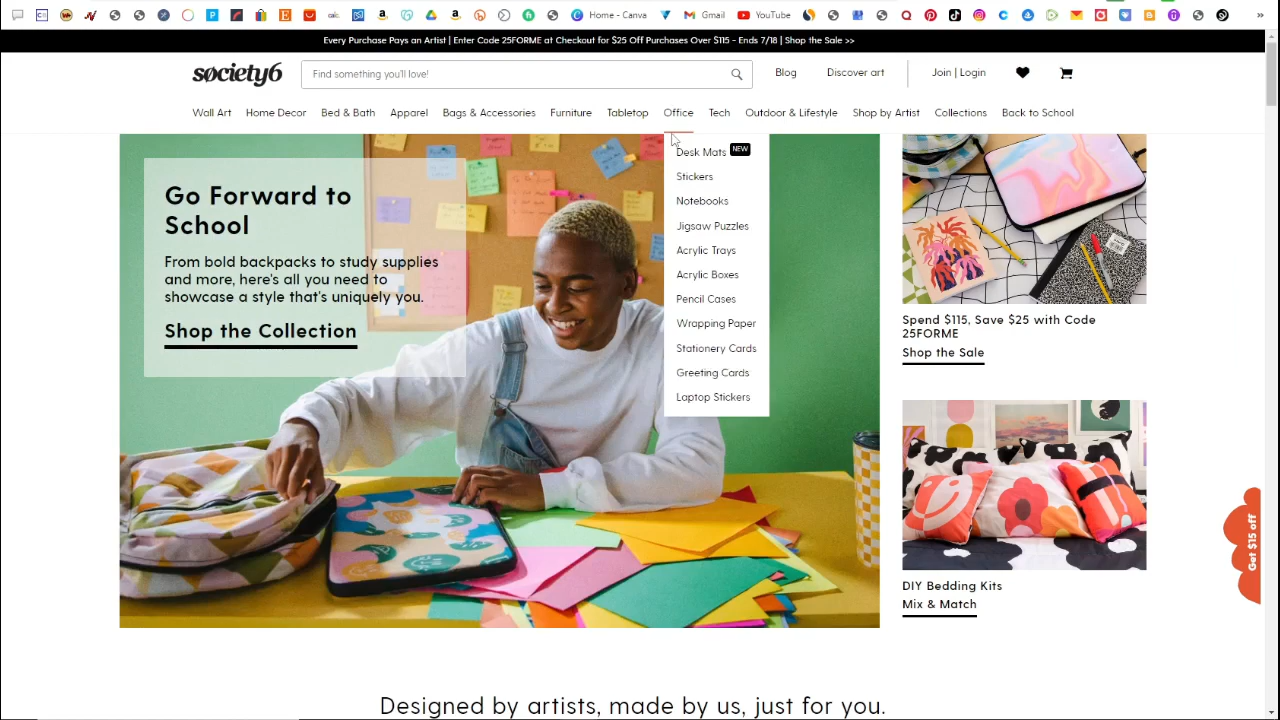 Home - Canva
Gmail
YouTube
»
Every Purchase Pays an Artist | Enter Code 25FORME at Checkout for $25 Off Purchases Over $115 - Ends 7/18 | Shop the Sale >>
søciety6
Find something you'll love!
Blog
Discover art
Join | Login
Wall Art
Home Decor
Bed & Bath
Apparel
Bags & Accessories
Furniture
Tabletop
Office
Tech
Outdoor & Lifestyle
Shop by Artist
Collections
Back to School
Desk Mats NEW
Stickers
Notebooks
Jigsaw Puzzles
Acrylic Trays
Acrylic Boxes
Pencil Cases
Wrapping Paper
Stationery Cards
Greeting Cards
Laptop Stickers
Go Forward to
School
From bold backpacks to study supplies
and more, here's all you need to
showcase a style that's uniquely you.
Shop the Collection
Spend $115, Save $25 with Code
25FORME
Shop the Sale
DIY Bedding Kits
Mix & Match
Get $15 off
Designed by artists, made by us, just for you.